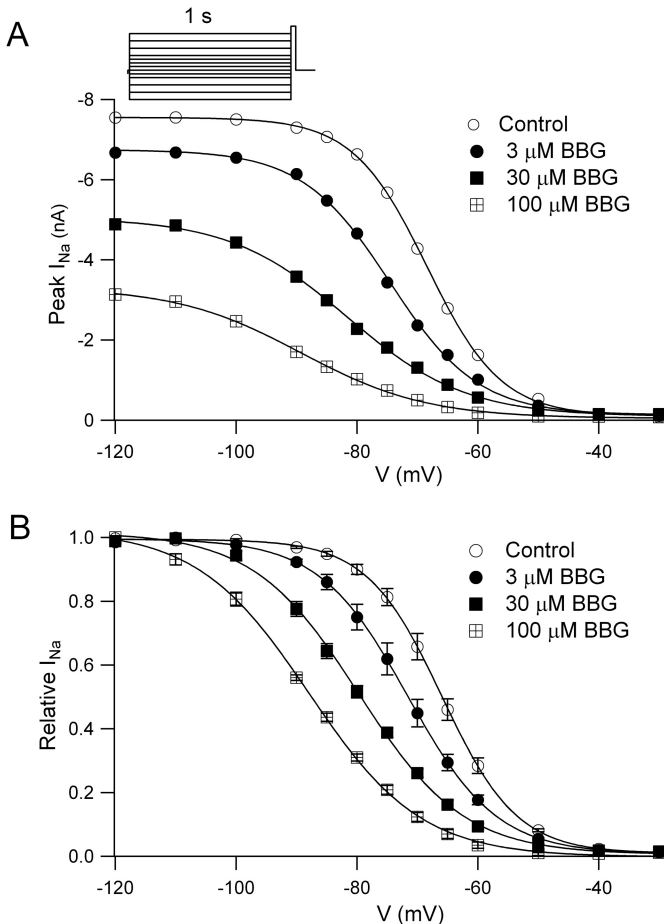 A
1 s
-8
-6
-4
-2
0
Peak I_Na (nA)
Control
3 μM BBG
30 μM BBG
100 μM BBG
-120
-100
-80
-60
-40
V (mV)
B
1.0
0.8
0.6
0.4
0.2
0.0
Relative I_Na
Control
3 μM BBG
30 μM BBG
100 μM BBG
-120
-100
-80
-60
-40
V (mV)